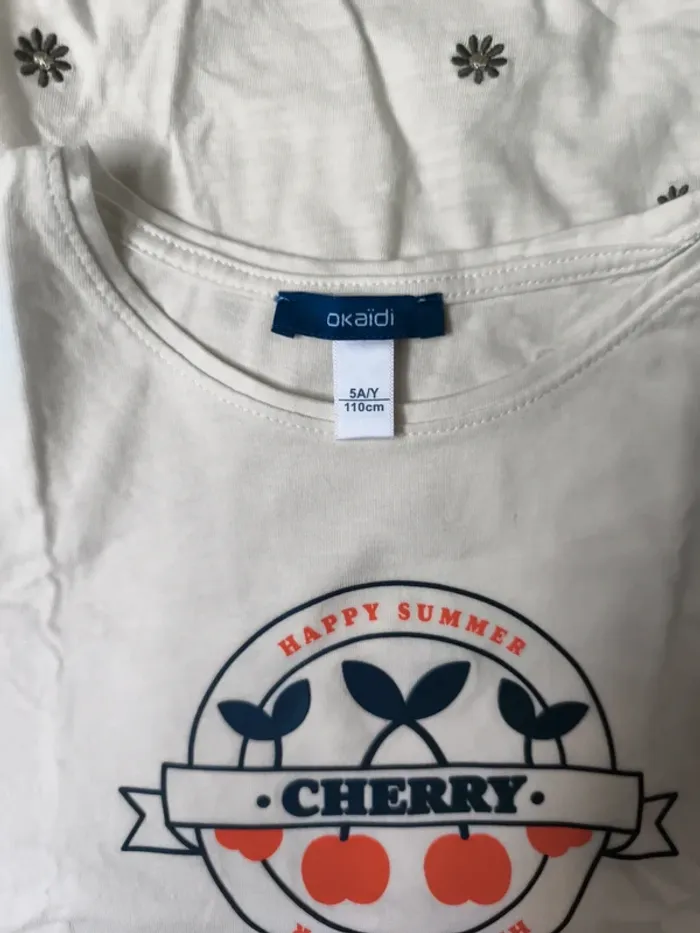 okaïdi
5A/Y
110cm
HAPPY SUMMER
• CHERRY •